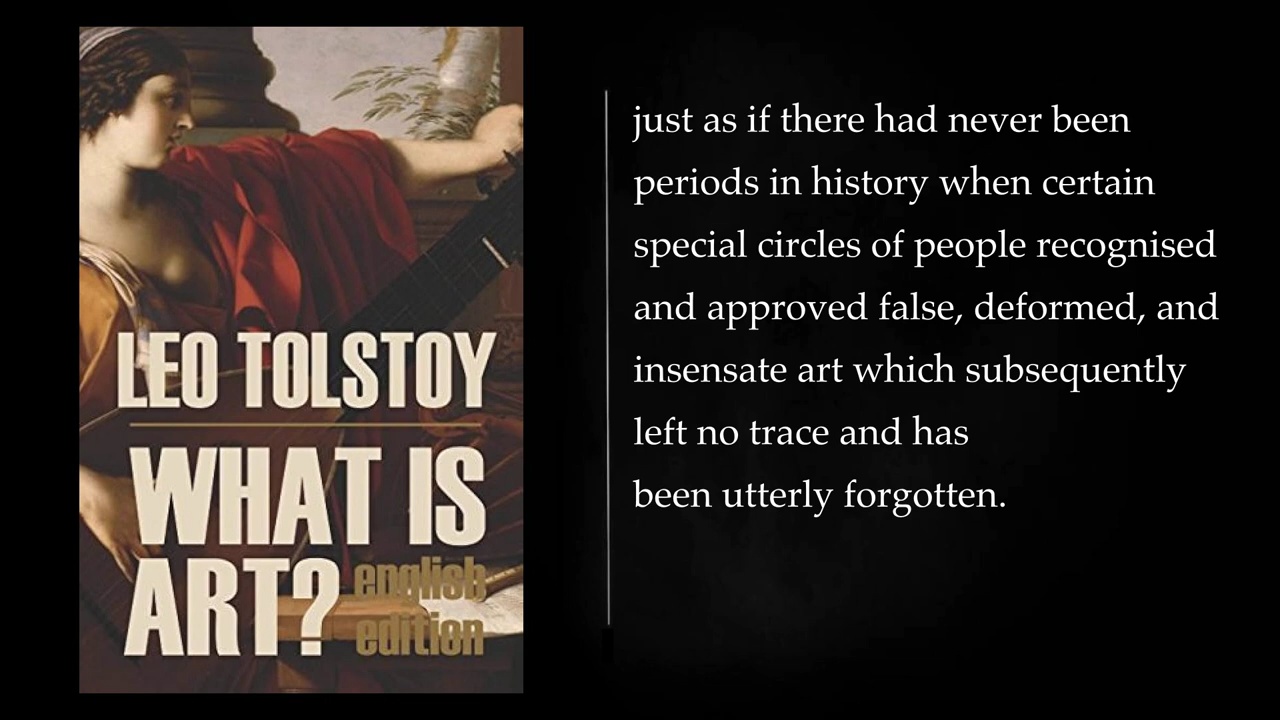 LEO TOLSTOY
WHAT IS
ART?
english
edition
just as if there had never been
periods in history when certain
special circles of people recognised
and approved false, deformed, and
insensate art which subsequently
left no trace and has
been utterly forgotten.